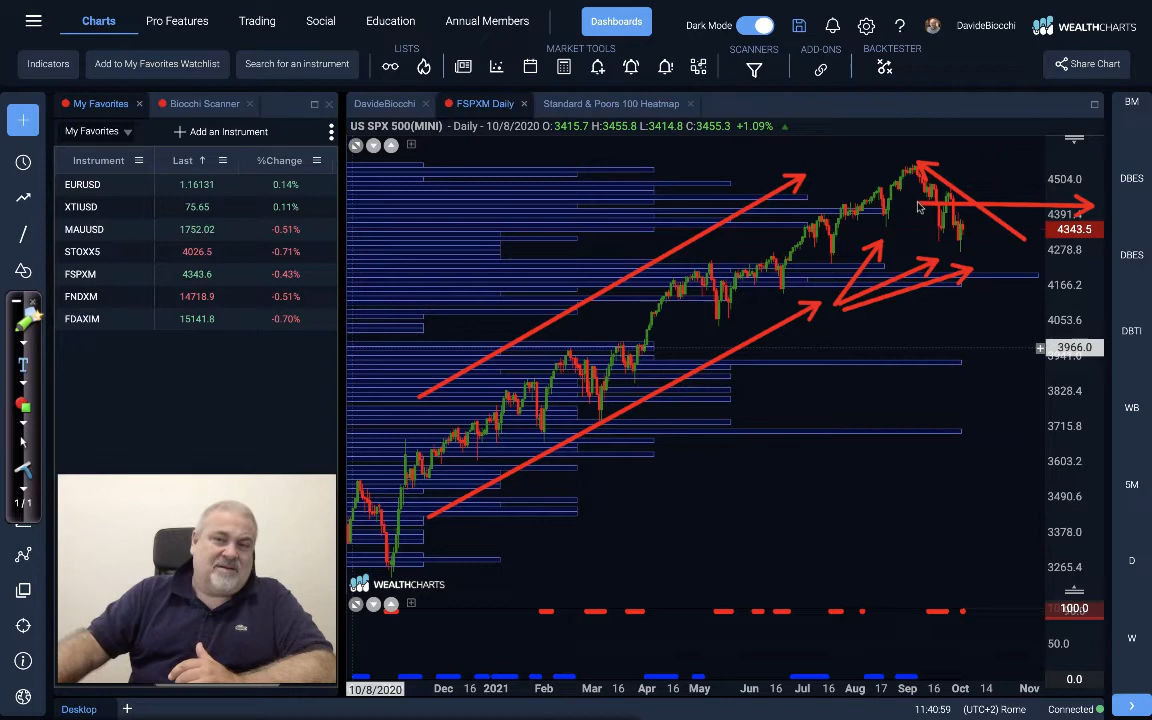 Charts
Pro Features
Trading
Social
Education
Annual Members
Dashboards
Dark Mode
DavideBiocchi
WEALTHCHARTS
Indicators
Add to My Favorites Watchlist
Search for an instrument
LISTS
MARKET TOOLS
SCANNERS
ADD-ONS
BACKTESTER
Share Chart
My Favorites ×
Biocchi Scanner ×
My Favorites
Add an Instrument
Instrument
Last
%Change
EURUSD 1.16131 0.14%
XTIUSD 75.65 0.11%
MAUUSD 1752.02 -0.51%
STOXX5 4026.5 -0.71%
FSPXM 4343.6 -0.43%
FNDXM 14718.9 -0.51%
FDAXIM 15141.8 -0.70%
T
1/1
DavideBiocchi ×
FSPXM Daily ×
Standard & Poors 100 Heatmap ×
US SPX 500(MINI) - Daily - 10/8/2020 O: 3415.7 H: 3455.8 L: 3414.8 C: 3455.3 +1.09%
4504.0
4391.4
4343.5
4278.8
4166.2
4053.6
3966.0
3941.0
3828.4
3715.8
3603.2
3490.6
3378.0
3265.4
WEALTHCHARTS
100.0
50.0
0.0
10/8/2020
Dec 16 2021 Feb Mar 16 Apr 16 May Jun 16 Jul 16 Aug 17 Sep 16 Oct 14 Nov
BM
DBES
DBES
DBTI
WB
5M
D
W
Desktop
11:40:59
(UTC+2) Rome
Connected